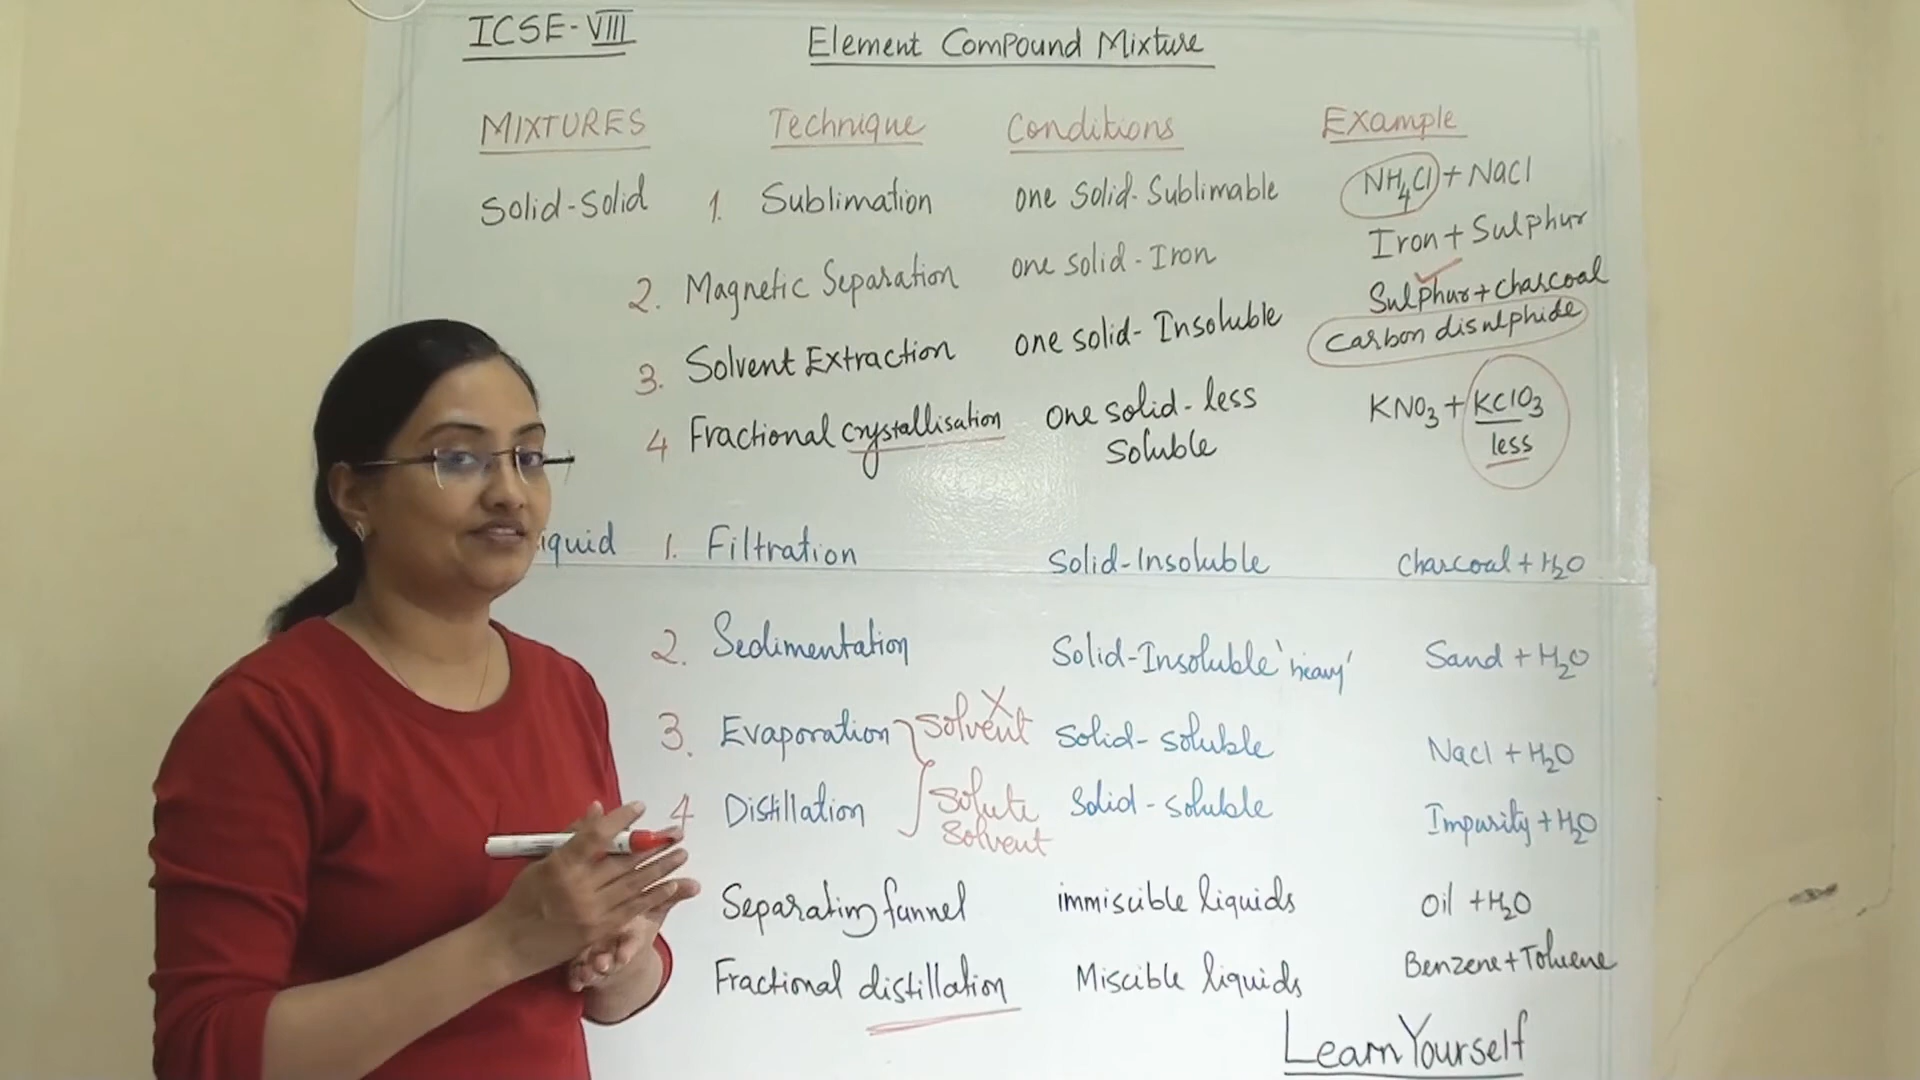 ICSE-VIII
Element Compound Mixture
MIXTURES Technique Conditions Example
Solid-Solid 1. Sublimation one Solid-Sublimable NH4Cl + NaCl
2. Magnetic Separation one solid-Iron Iron + Sulphur
3. Solvent Extraction one solid-Insoluble Sulphur + charcoal
Carbon disulphide
4 Fractional crystallisation one solid-less KNO3 + KClO3
Soluble less
iquid 1. Filtration Solid-Insoluble Charcoal + H2O
2. Sedimentation Solid-Insoluble 'heavy' Sand + H2O
3. Evaporation Solvent X Solid-soluble NaCl + H2O
4 Distillation Solute Solid-soluble Impurity + H2O
Solvent
Separating funnel immiscible liquids Oil + H2O
Fractional distillation Miscible liquids Benzene + Toluene
Learn Yourself